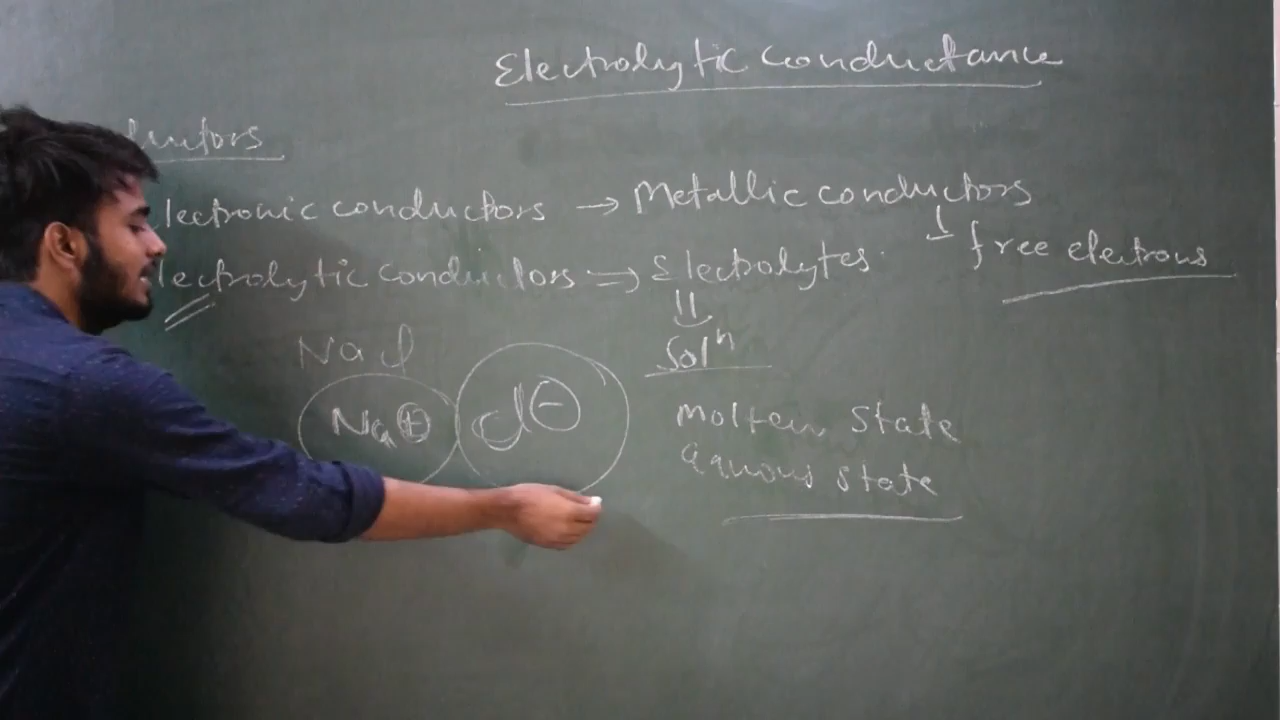 Electrolytic conductance
ductors
lectronic conductors → Metallic conductors
↓ free eletrons
lectrolytic conductors ⇒ Electrolytes.
⇓
Solⁿ
NaCl
Na⊕ Cl⊖
Molten State
aquous state